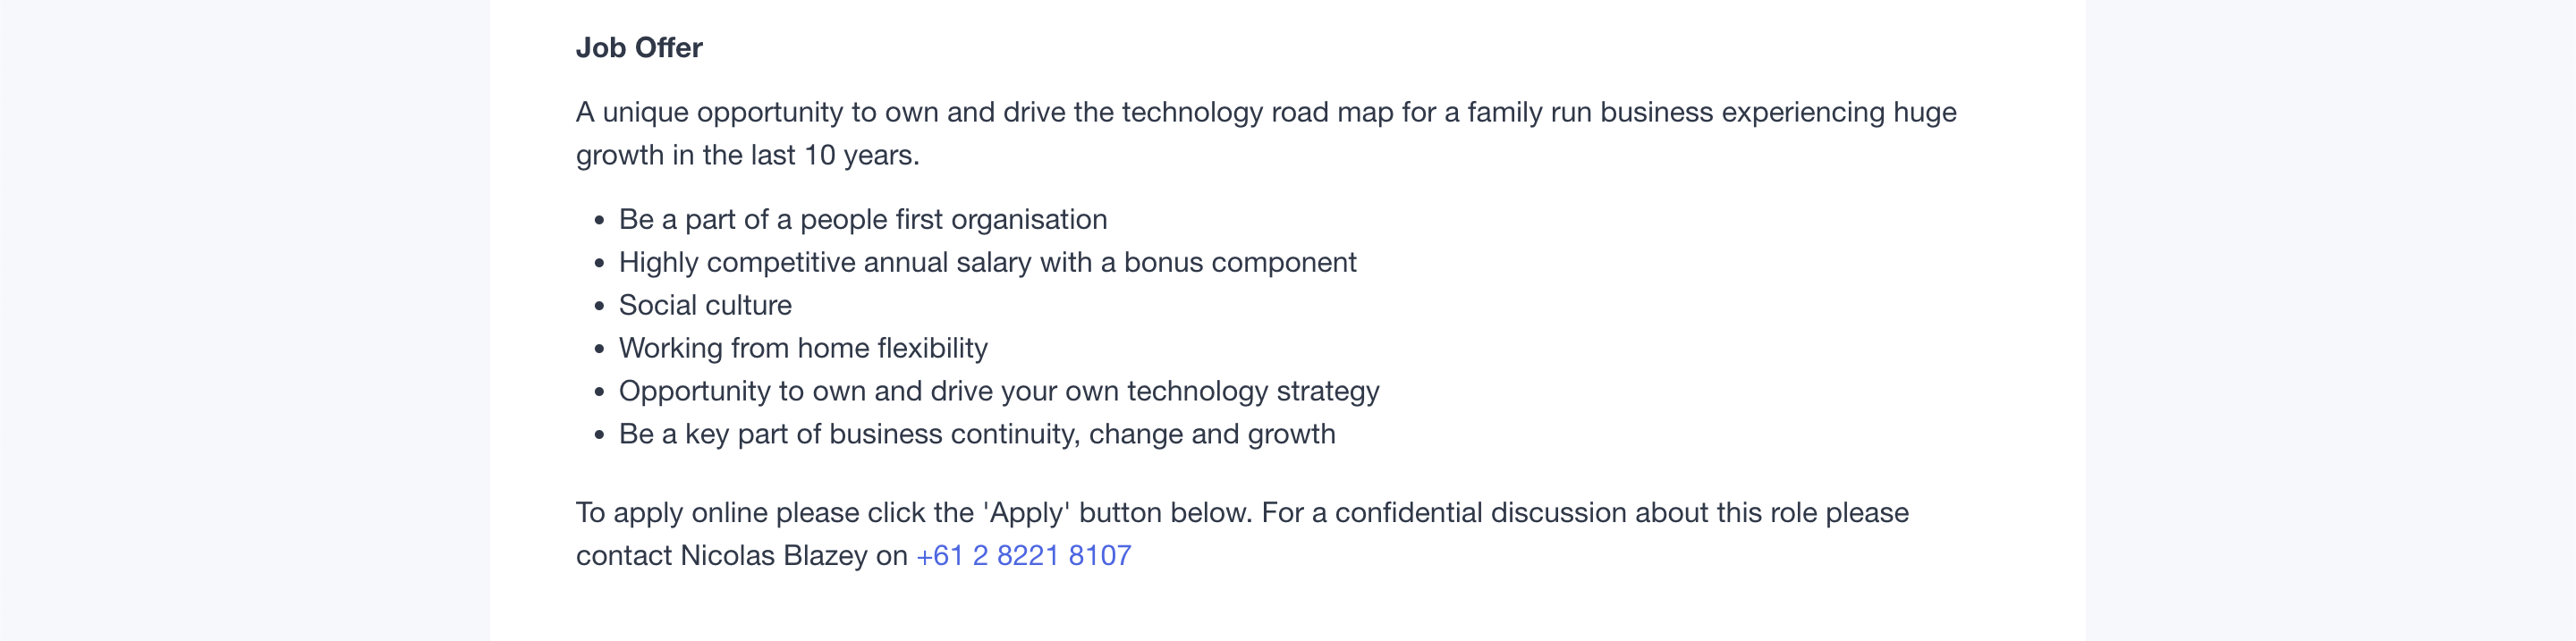 Job Offer
A unique opportunity to own and drive the technology road map for a family run business experiencing huge
growth in the last 10 years.
• Be a part of a people first organisation
• Highly competitive annual salary with a bonus component
• Social culture
• Working from home flexibility
• Opportunity to own and drive your own technology strategy
• Be a key part of business continuity, change and growth
To apply online please click the 'Apply' button below. For a confidential discussion about this role please
contact Nicolas Blazey on +61 2 8221 8107